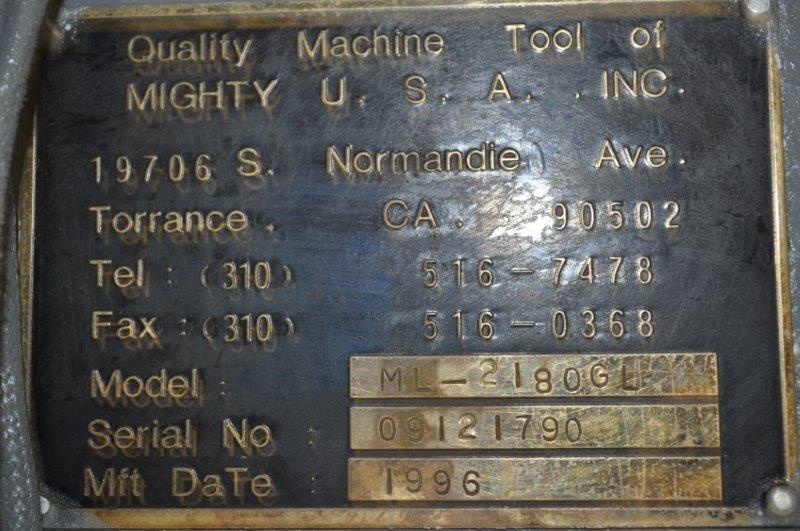 Quality Machine Tool of
MIGHTY U. S. A. . INC.
19706 S. Normandie Ave.
Torrance. CA. 90502
Tel : (310) 516-7478
Fax : (310) 516-0368
Model : ML-2180GL
Serial No : 09121790
Mft DaTe : 1996